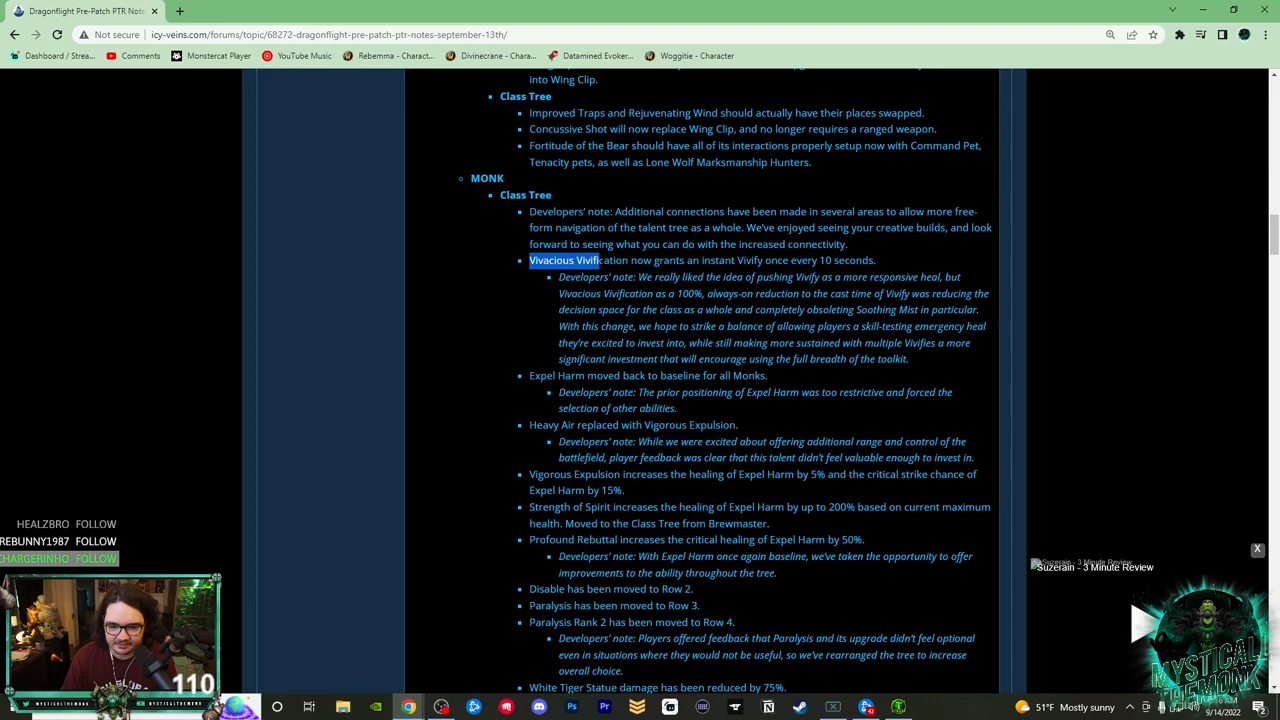 Dragonflight Pre-Patch PTR Note
Not secure
icy-veins.com/forums/topic/68272-dragonflight-pre-patch-ptr-notes-september-13th/
Dashboard / Strea...
Comments
Monstercat Player
YouTube Music
Rebemma - Charact...
Divinecrane - Chara...
Datamined Evoker...
Woggitie - Character
into Wing Clip.
Class Tree
Improved Traps and Rejuvenating Wind should actually have their places swapped.
Concussive Shot will now replace Wing Clip, and no longer requires a ranged weapon.
Fortitude of the Bear should have all of its interactions properly setup now with Command Pet,
Tenacity pets, as well as Lone Wolf Marksmanship Hunters.
MONK
Class Tree
Developers’ note: Additional connections have been made in several areas to allow more free-
form navigation of the talent tree as a whole. We’ve enjoyed seeing your creative builds, and look
forward to seeing what you can do with the increased connectivity.
Vivacious Vivification now grants an instant Vivify once every 10 seconds.
Developers’ note: We really liked the idea of pushing Vivify as a more responsive heal, but
Vivacious Vivification as a 100%, always-on reduction to the cast time of Vivify was reducing the
decision space for the class as a whole and completely obsoleting Soothing Mist in particular.
With this change, we hope to strike a balance of allowing players a skill-testing emergency heal
they’re excited to invest into, while still making more sustained with multiple Vivifies a more
significant investment that will encourage using the full breadth of the toolkit.
Expel Harm moved back to baseline for all Monks.
Developers’ note: The prior positioning of Expel Harm was too restrictive and forced the
selection of other abilities.
Heavy Air replaced with Vigorous Expulsion.
Developers’ note: While we were excited about offering additional range and control of the
battlefield, player feedback was clear that this talent didn’t feel valuable enough to invest in.
Vigorous Expulsion increases the healing of Expel Harm by 5% and the critical strike chance of
Expel Harm by 15%.
Strength of Spirit increases the healing of Expel Harm by up to 200% based on current maximum
health. Moved to the Class Tree from Brewmaster.
Profound Rebuttal increases the critical healing of Expel Harm by 50%.
Developers’ note: With Expel Harm once again baseline, we’ve taken the opportunity to offer
improvements to the ability throughout the tree.
Disable has been moved to Row 2.
Paralysis has been moved to Row 3.
Paralysis Rank 2 has been moved to Row 4.
Developers’ note: Players offered feedback that Paralysis and its upgrade didn’t feel optional
even in situations where they would not be useful, so we’ve rearranged the tree to increase
overall choice.
White Tiger Statue damage has been reduced by 75%.
HEALZBRO FOLLOW
REBUNNY1987 FOLLOW
CHARGERINHO FOLLOW
110
MYSTICALTHEMONK
MYSTICALTHEMONK
X
Suzerain - 3 Minute Review
Suzerain - 3 Minute Review
MYSTICAL
THEMONK
51°F Mostly sunny
9/14/2022